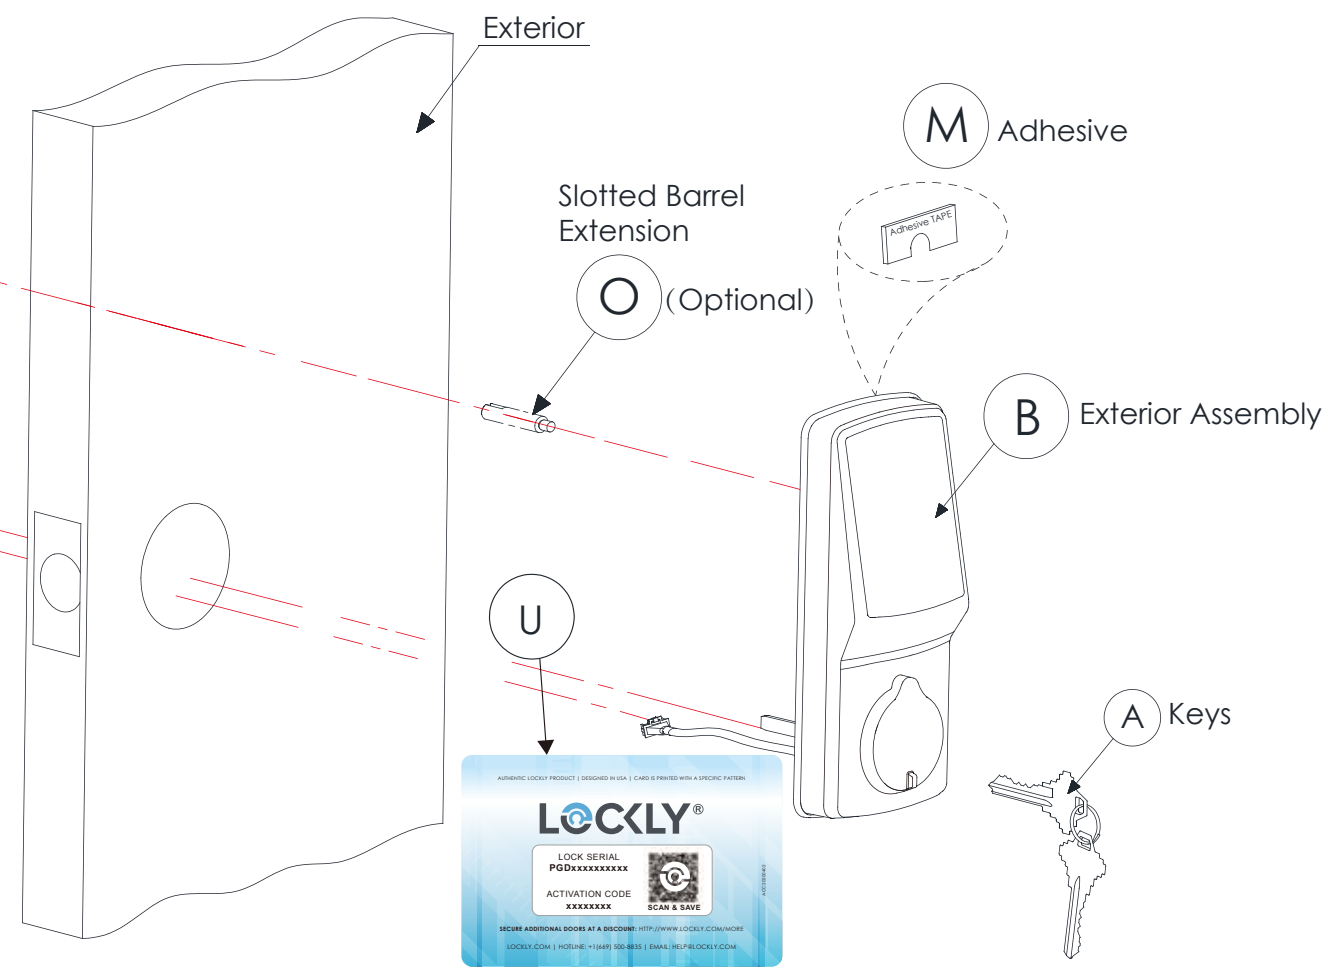 Exterior
M Adhesive
Adhesive TAPE
Slotted Barrel
Extension
O (Optional)
B Exterior Assembly
U
A Keys
AUTHENTIC LOCKLY PRODUCT | DESIGNED IN USA | CARD IS PRINTED WITH A SPECIFIC PATTERN
LOCKLY®
LOCK SERIAL
PGDxxxxxxxxxx
ACTIVATION CODE
xxxxxxxx
SCAN & SAVE
SECURE ADDITIONAL DOORS AT A DISCOUNT: HTTP://WWW.LOCKLY.COM/MORE
LOCKLY.COM | HOTLINE: +1(669) 500-8835 | EMAIL: HELP@LOCKLY.COM